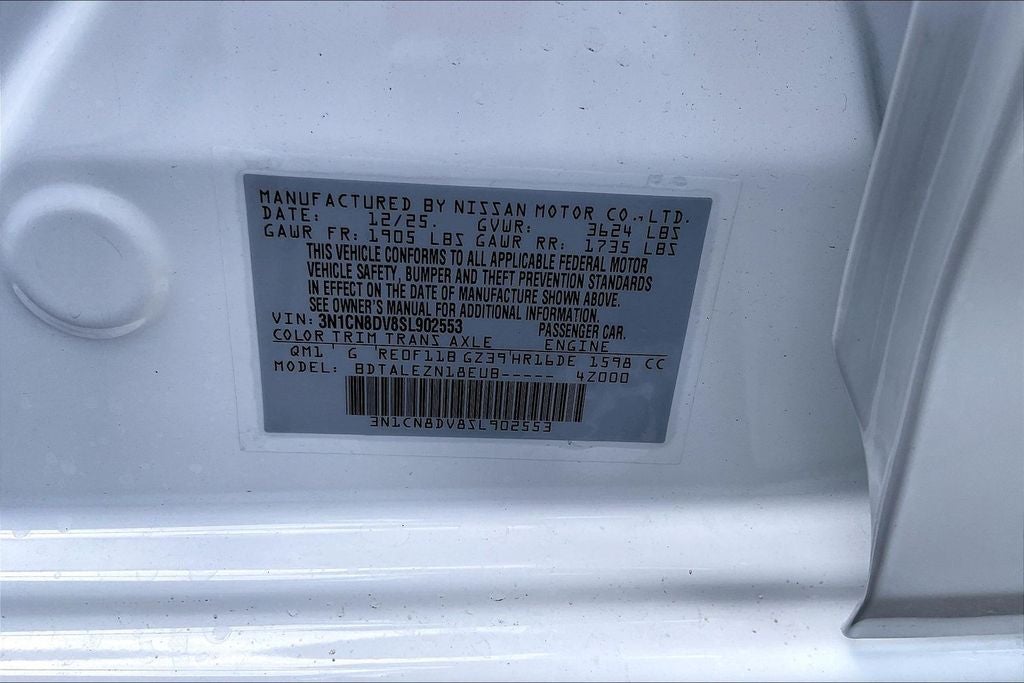 MANUFACTURED BY NISSAN MOTOR CO.,LTD.
DATE: 12/25. GVWR: 3624 LBS
GAWR FR: 1905 LBS GAWR RR: 1735 LBS
THIS VEHICLE CONFORMS TO ALL APPLICABLE FEDERAL MOTOR
VEHICLE SAFETY, BUMPER AND THEFT PREVENTION STANDARDS
IN EFFECT ON THE DATE OF MANUFACTURE SHOWN ABOVE.
SEE OWNER'S MANUAL FOR ADDITIONAL INFORMATION.
VIN: 3N1CN8DV8SL902553 PASSENGER CAR.
COLOR TRIM TRANS AXLE ENGINE
QM1 G RE0F11B GZ39 HR16DE 1598 CC
MODEL: BDTALEZN18EUB----- 42000
3N1CN8DV8SL902553